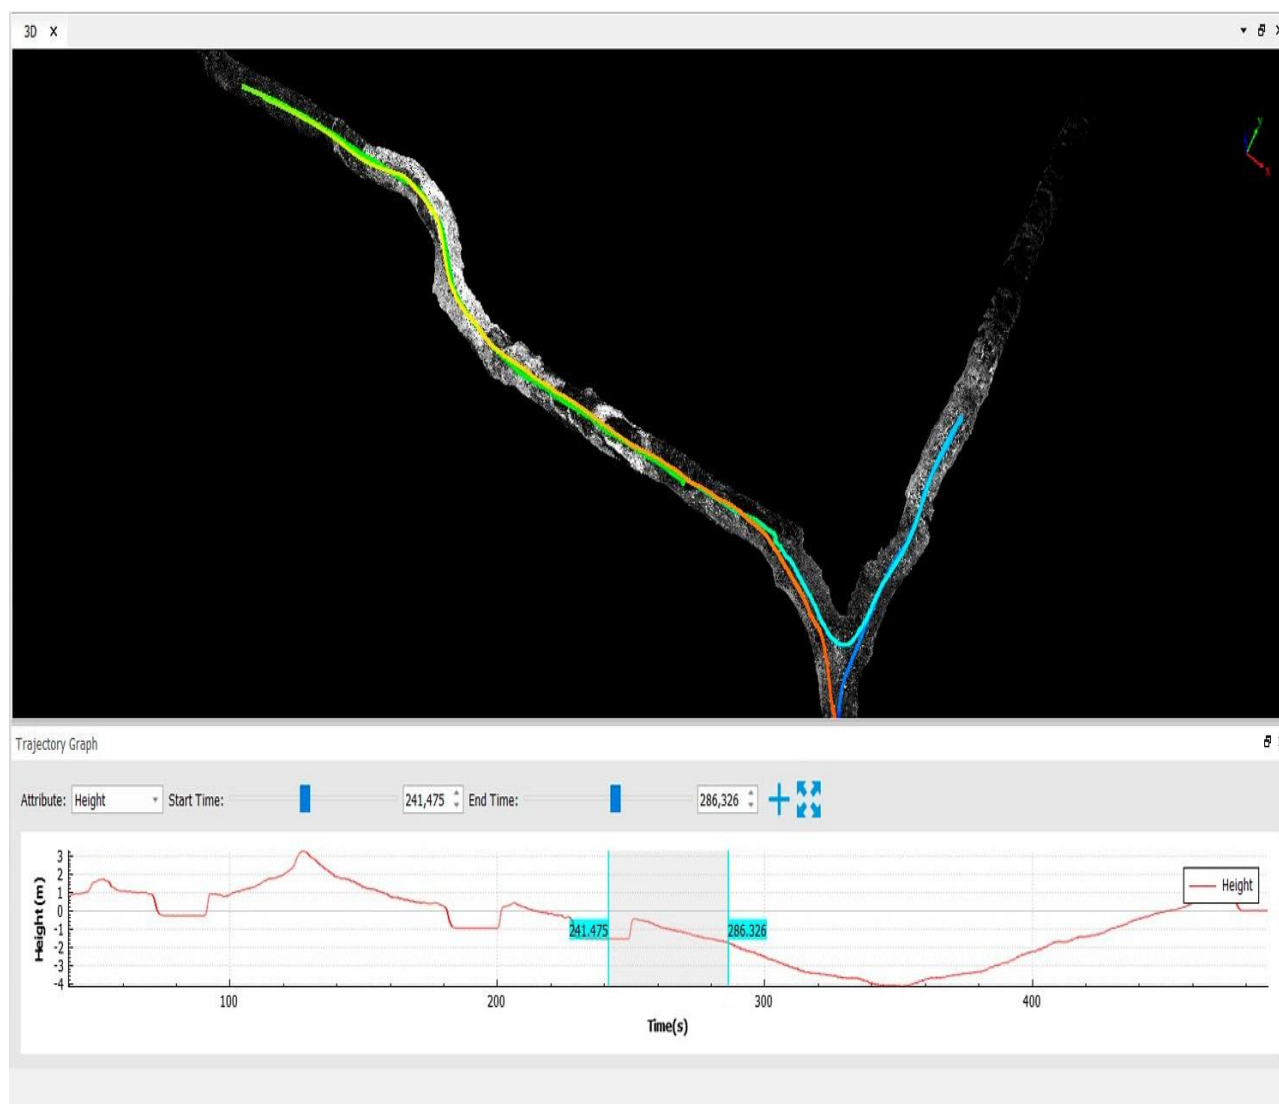 3D X
y
x
Trajectory Graph
Attribute: Height Start Time: 241,475 End Time: 286,326
3
2
1
0
-1
-2
-3
-4
Height (m)
241.475
286.326
Height
100 200 300 400
Time(s)